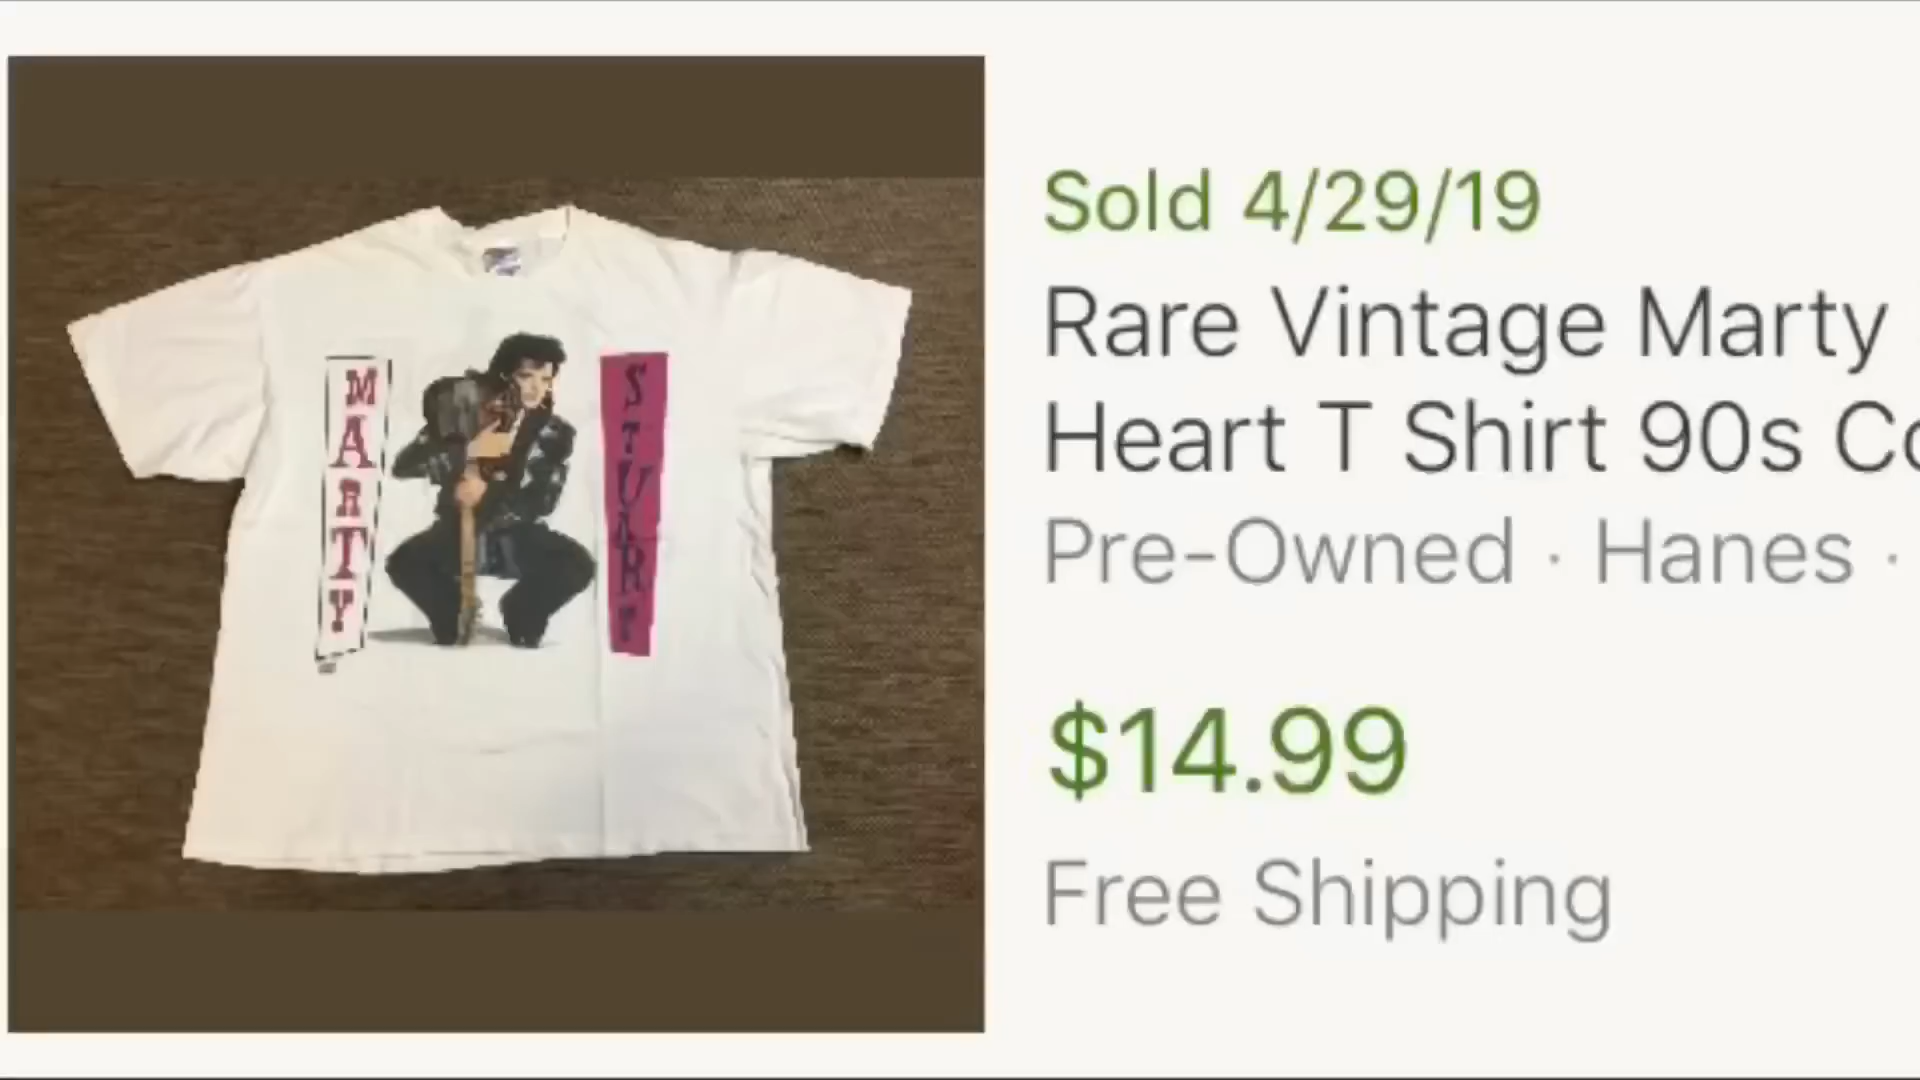 MARTY
STUART
Sold 4/29/19
Rare Vintage Marty
Heart T Shirt 90s Co
Pre-Owned · Hanes ·
$14.99
Free Shipping